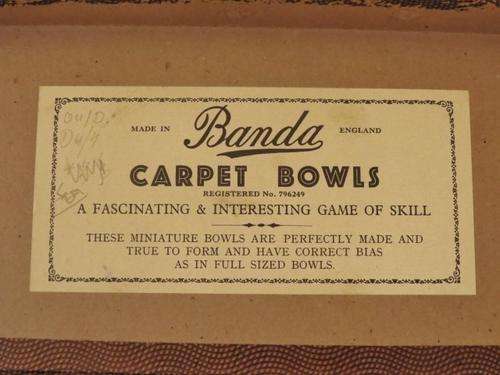 MADE IN Banda ENGLAND
CARPET BOWLS
REGISTERED No. 796249
A FASCINATING & INTERESTING GAME OF SKILL
THESE MINIATURE BOWLS ARE PERFECTLY MADE AND
TRUE TO FORM AND HAVE CORRECT BIAS
AS IN FULL SIZED BOWLS.